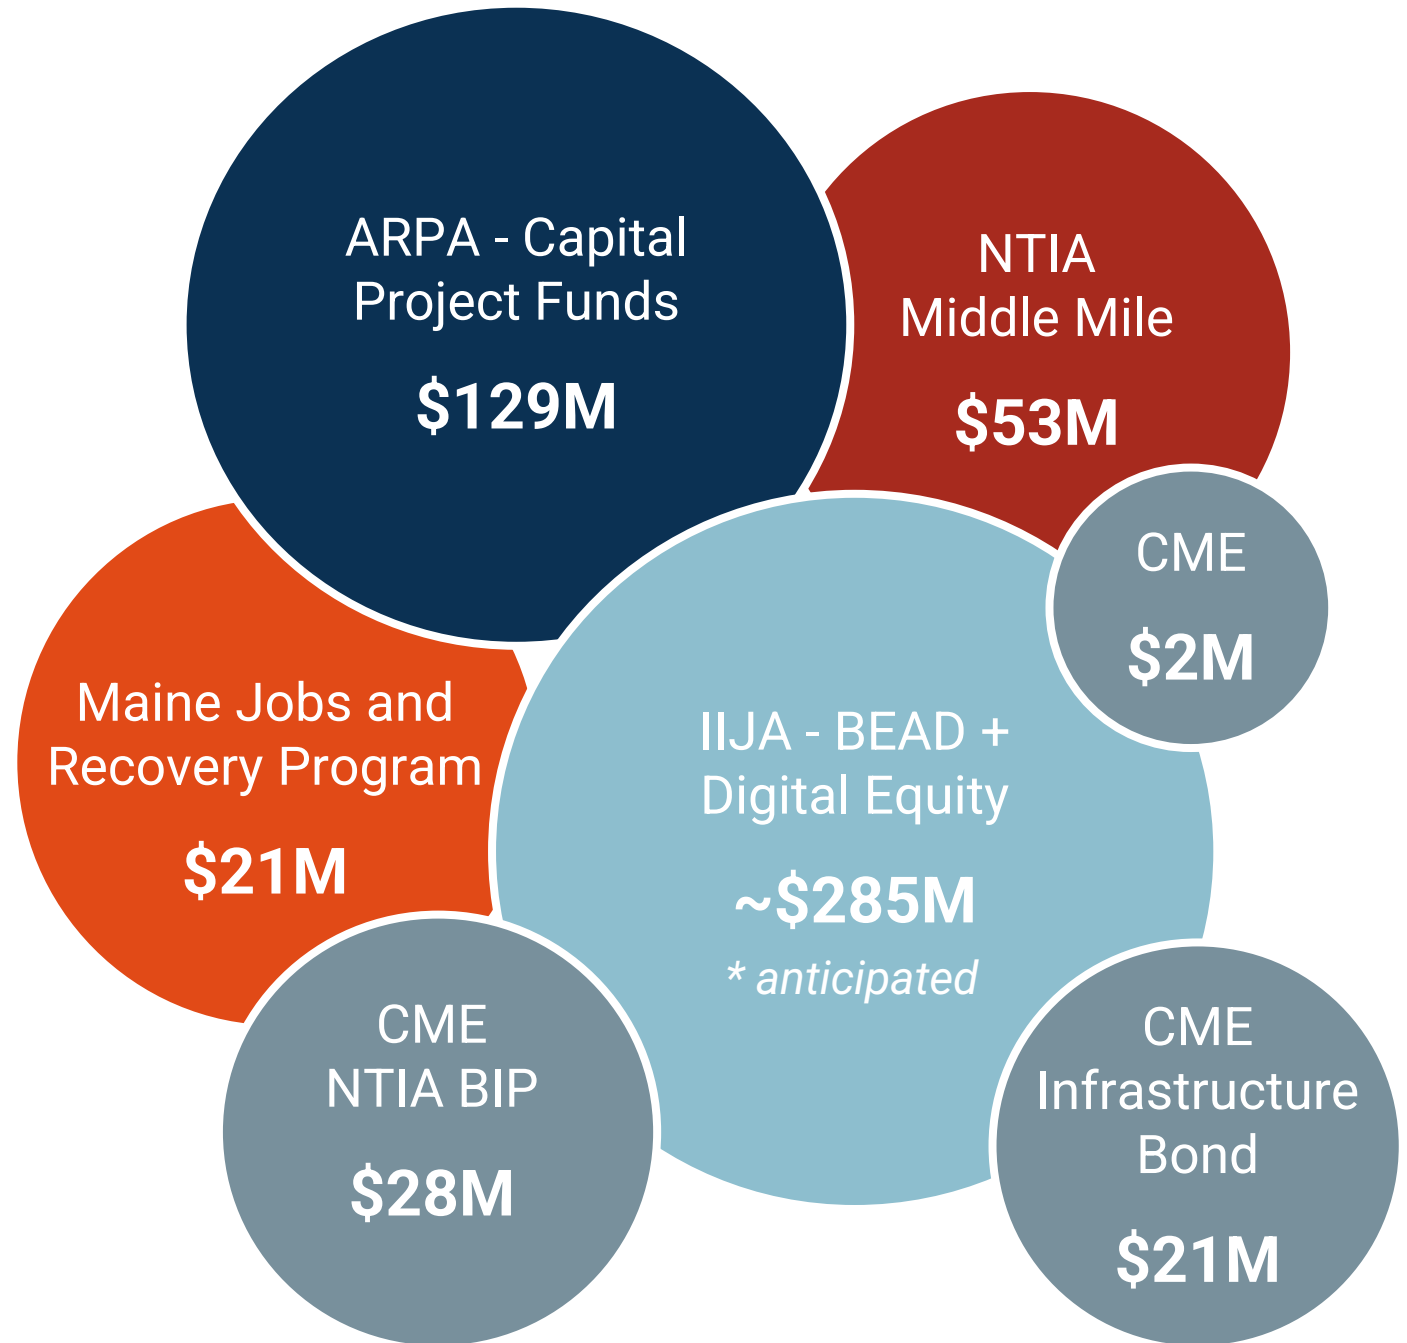 ARPA - Capital
Project Funds
$129M
NTIA
Middle Mile
$53M
CME
$2M
Maine Jobs and
Recovery Program
$21M
IIJA - BEAD +
Digital Equity
~$285M
* anticipated
CME
NTIA BIP
$28M
CME
Infrastructure
Bond
$21M